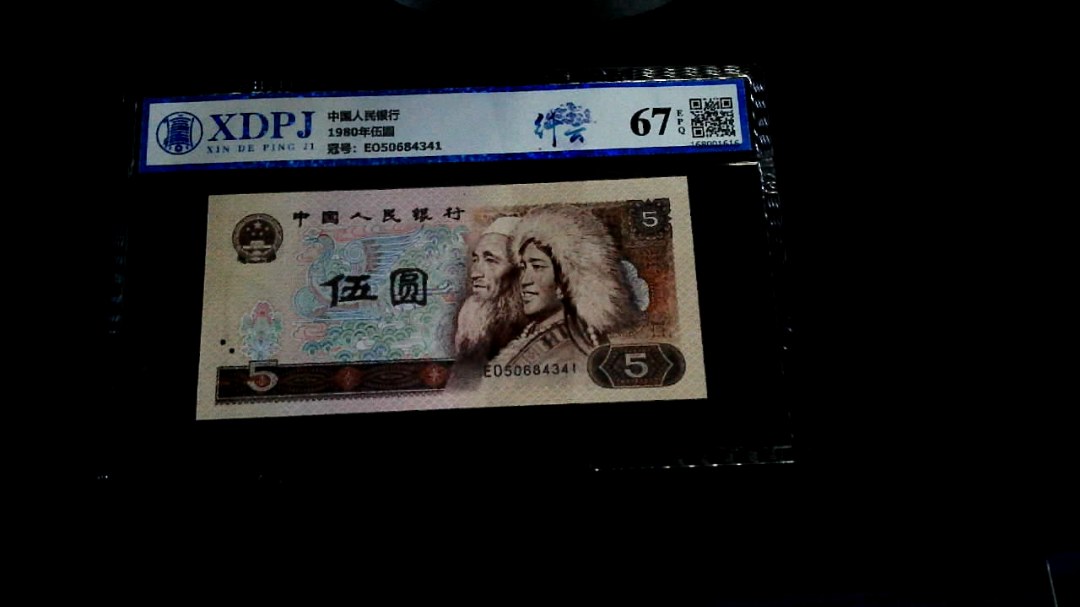 XDPJ
XIN DE PING JI
中国人民银行
1980年伍圆
冠号：EO50684341
67
EPQ
中国人民银行
5
伍圆
5
EO50684341
5